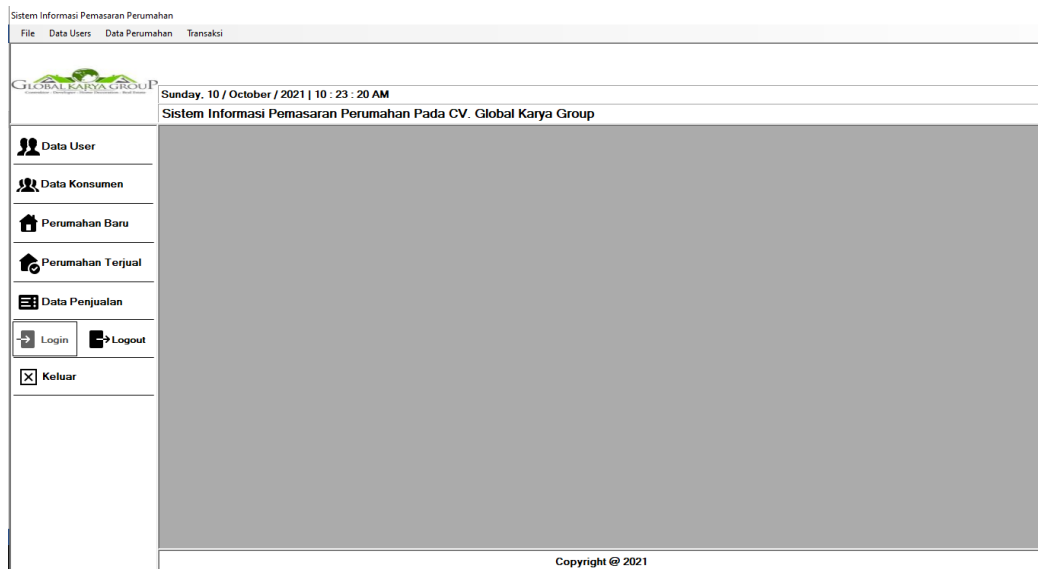 Sistem Informasi Pemasaran Perumahan
File Data Users Data Perumahan Transaksi
GLOBAL KARYA GROUP
Sunday, 10 / October / 2021 | 10 : 23 : 20 AM
Sistem Informasi Pemasaran Perumahan Pada CV. Global Karya Group
Data User
Data Konsumen
Perumahan Baru
Perumahan Terjual
Data Penjualan
Login Logout
Keluar
Copyright @ 2021